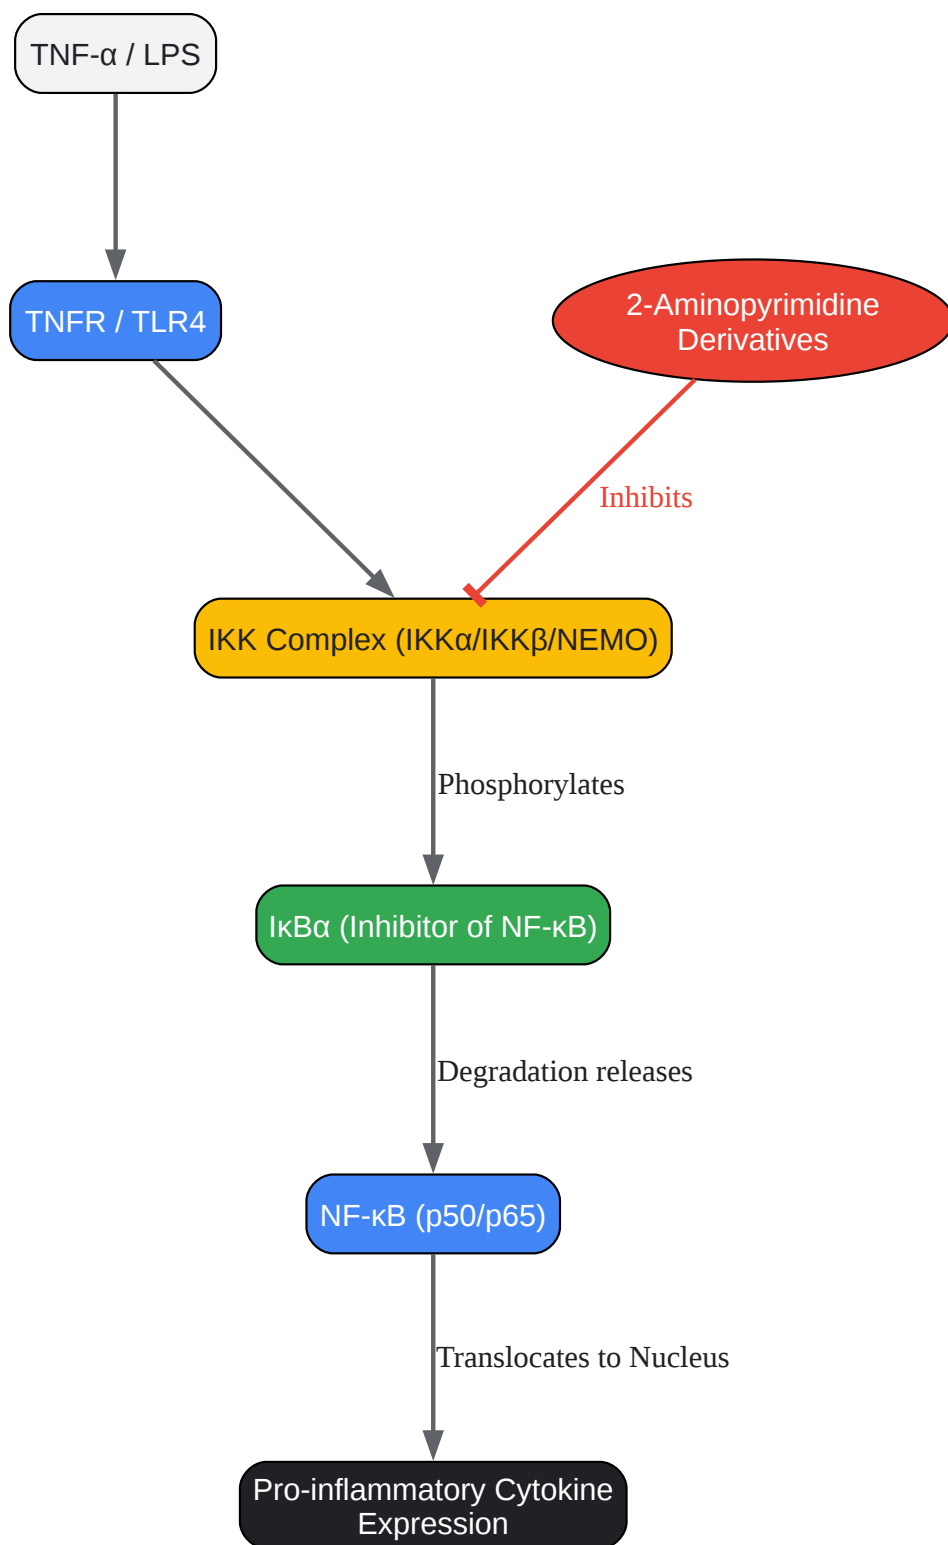 TNF-α / LPS
TNFR / TLR4
2-Aminopyrimidine
Derivatives
Inhibits
IKK Complex (IKKα/IKKβ/NEMO)
Phosphorylates
IκBα (Inhibitor of NF-κB)
Degradation releases
NF-κB (p50/p65)
Translocates to Nucleus
Pro-inflammatory Cytokine
Expression